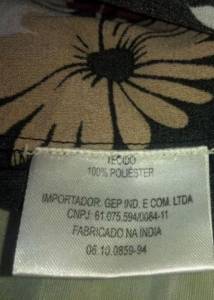 TECIDO
100% POLIÉSTER
IMPORTADOR: GEP IND. E COM. LTDA
CNPJ: 61.075.594/0084-11
FABRICADO NA INDIA
06.10.0859-94